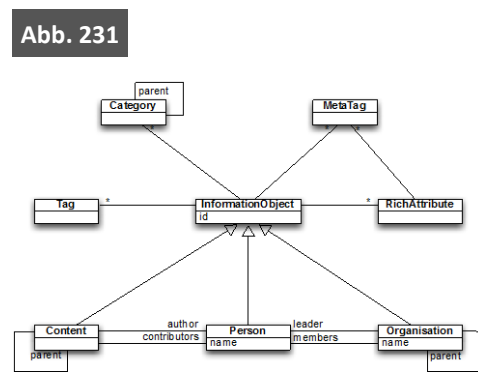 Abb. 231
parent
Category
MetaTag
*
*
*
Tag
*
InformationObject
*
RichAttribute
id
Content
author
contributors
Person
name
leader
members
Organisation
name
parent
parent